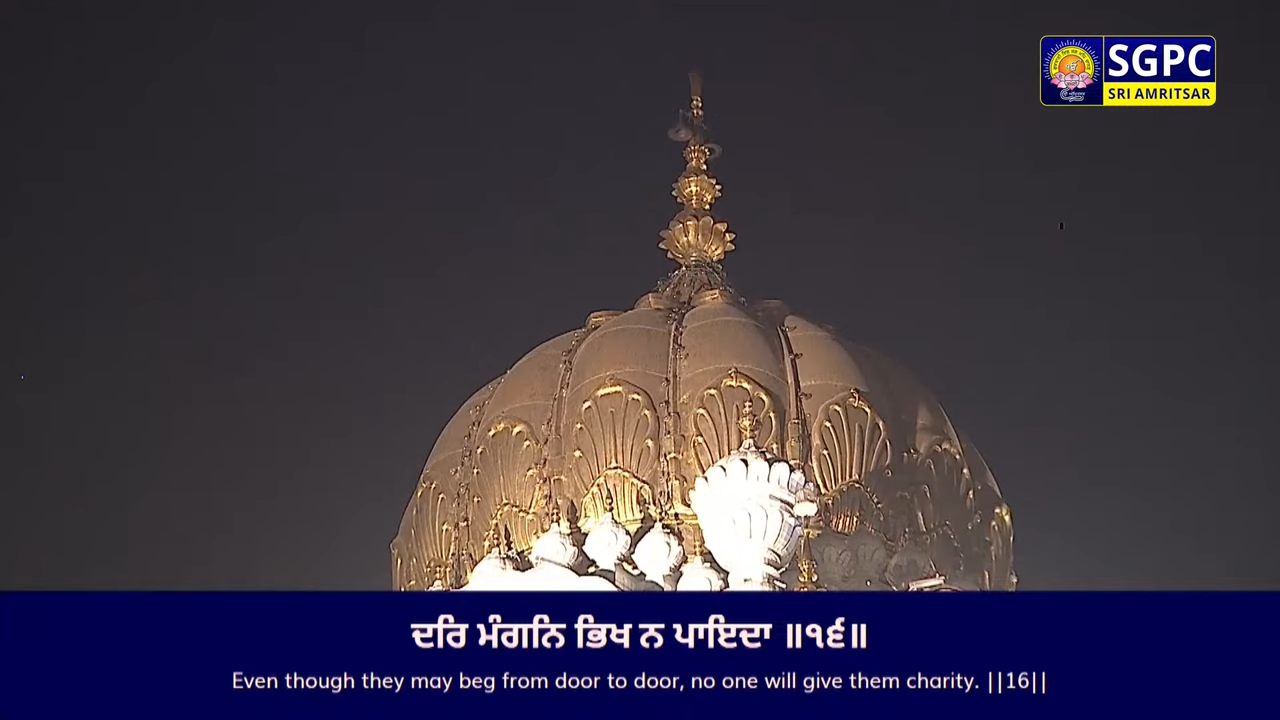 SGPC
SRI AMRITSAR
ਦਰਿ ਮੰਗਨਿ ਭਿਖ ਨ ਪਾਇਦਾ ॥੧੬॥
Even though they may beg from door to door, no one will give them charity. ||16||